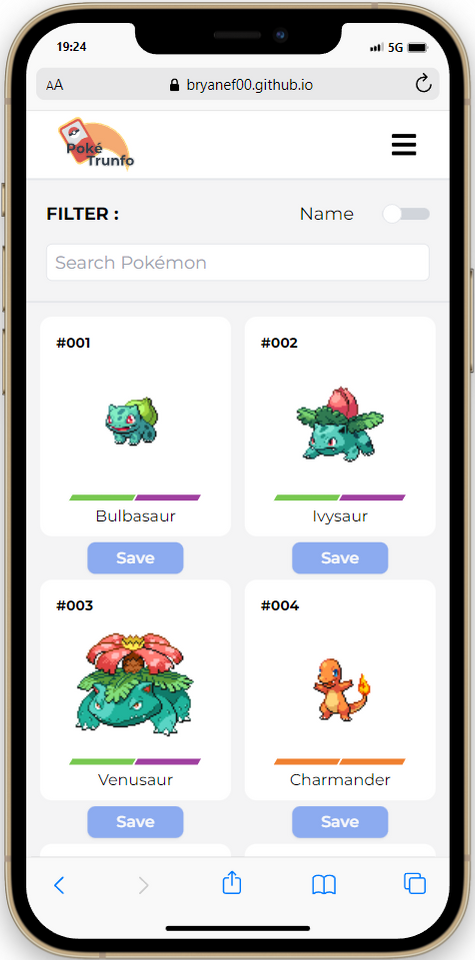 19:24
5G
AA
bryanef00.github.io
Poké
Trunfo
FILTER :
Name
Search Pokémon
#001
#002
Bulbasaur
Ivysaur
Save
Save
#003
#004
Venusaur
Charmander
Save
Save